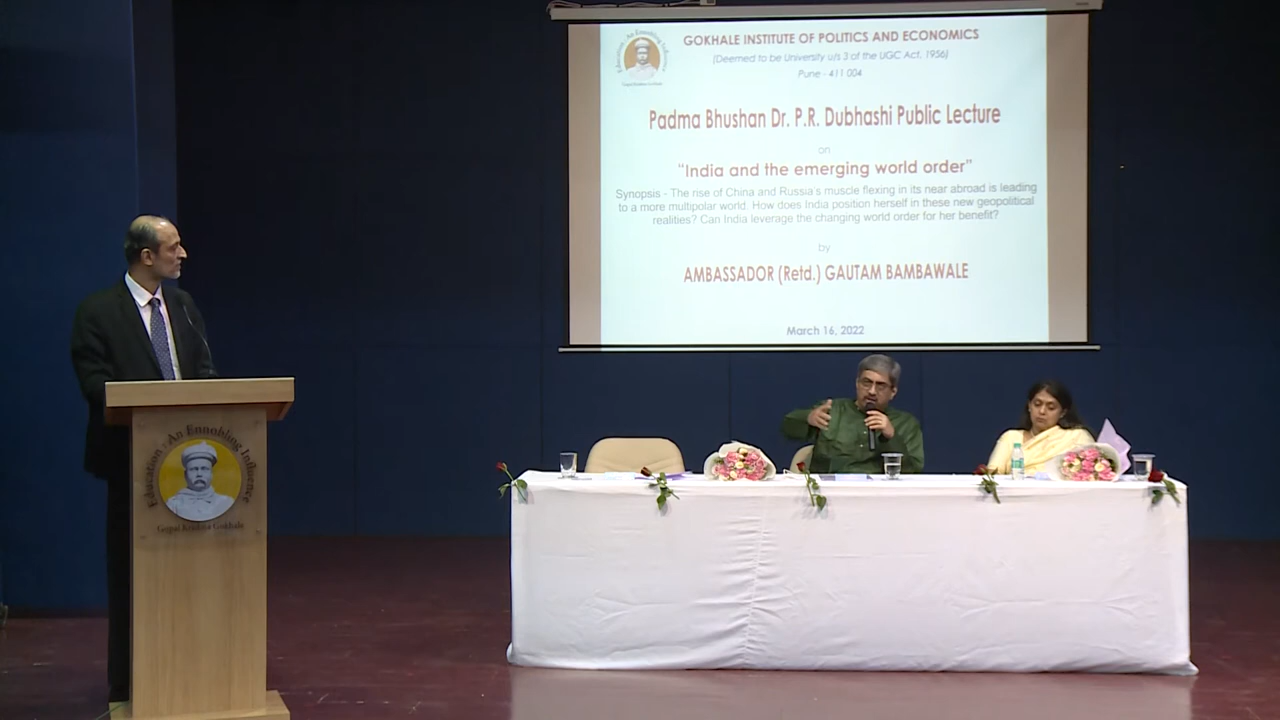 GOKHALE INSTITUTE OF POLITICS AND ECONOMICS
(Deemed to be University u/s 3 of the UGC Act, 1956)
Pune - 411 004
Education : An Ennobling Influence
Padma Bhushan Dr. P.R. Dubhashi Public Lecture
on
“India and the emerging world order”
Synopsis - The rise of China and Russia's muscle flexing in its near abroad is leading
to a more multipolar world. How does India position herself in these new geopolitical
realities? Can India leverage the changing world order for her benefit?
by
AMBASSADOR (Retd.) GAUTAM BAMBAWALE
March 16, 2022
Education : An Ennobling Influence
Gopal Krishna Gokhale